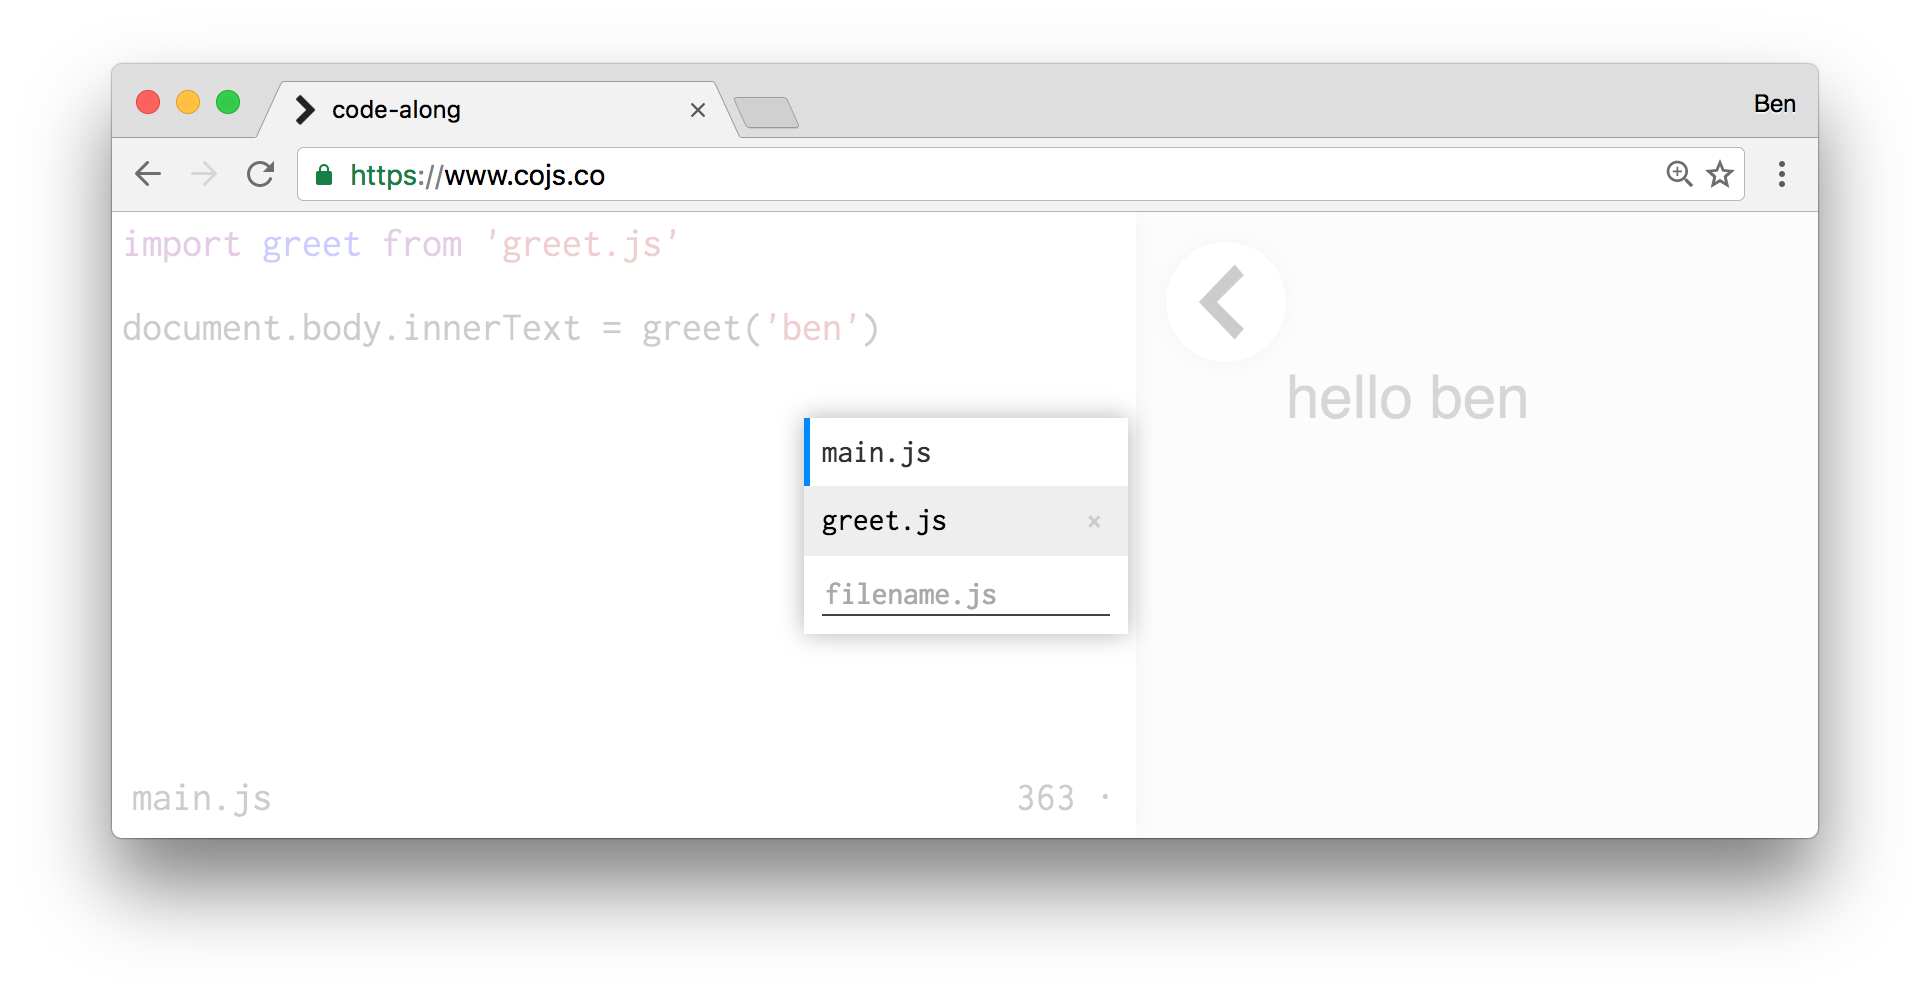 code-along
Ben
https://www.cojs.co
import greet from 'greet.js'
document.body.innerText = greet('ben')
main.js
greet.js ×
filename.js
main.js
363 ·
hello ben